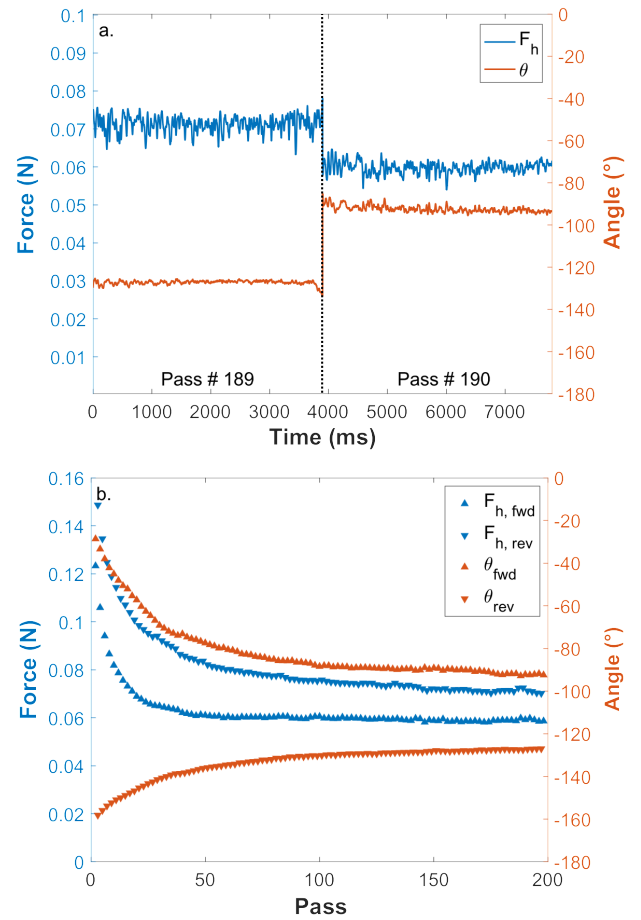 a.
F_h
θ
0.1
0.09
0.08
0.07
0.06
0.05
0.04
0.03
0.02
0.01
Force (N)
0
-20
-40
-60
-80
-100
-120
-140
-160
-180
Angle (°)
Pass # 189
Pass # 190
0 1000 2000 3000 4000 5000 6000 7000
Time (ms)
b.
F_h, fwd
F_h, rev
θ_fwd
θ_rev
0.16
0.14
0.12
0.1
0.08
0.06
0.04
0.02
0
Force (N)
0
-20
-40
-60
-80
-100
-120
-140
-160
-180
Angle (°)
0 50 100 150 200
Pass